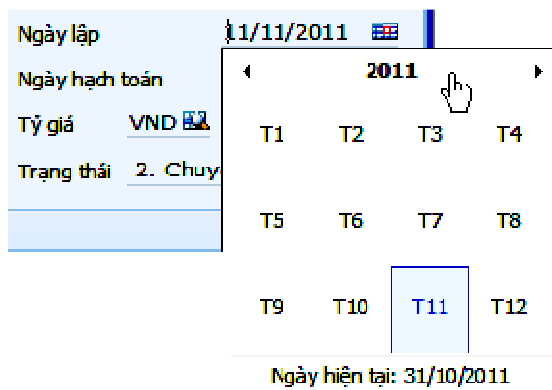 Ngày lập 11/11/2011
Ngày hạch toán
2011
Tỷ giá VND
Trạng thái 2. Chuy
T1 T2 T3 T4
T5 T6 T7 T8
T9 T10 T11 T12
Ngày hiện tại: 31/10/2011